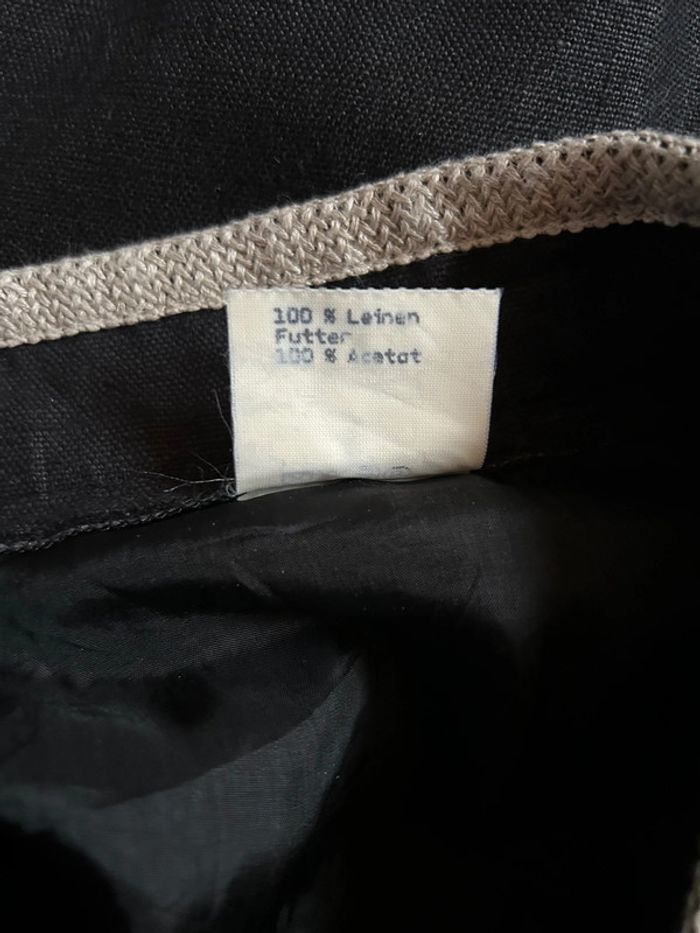 100 % Leinen
Futter
100 % Acetat